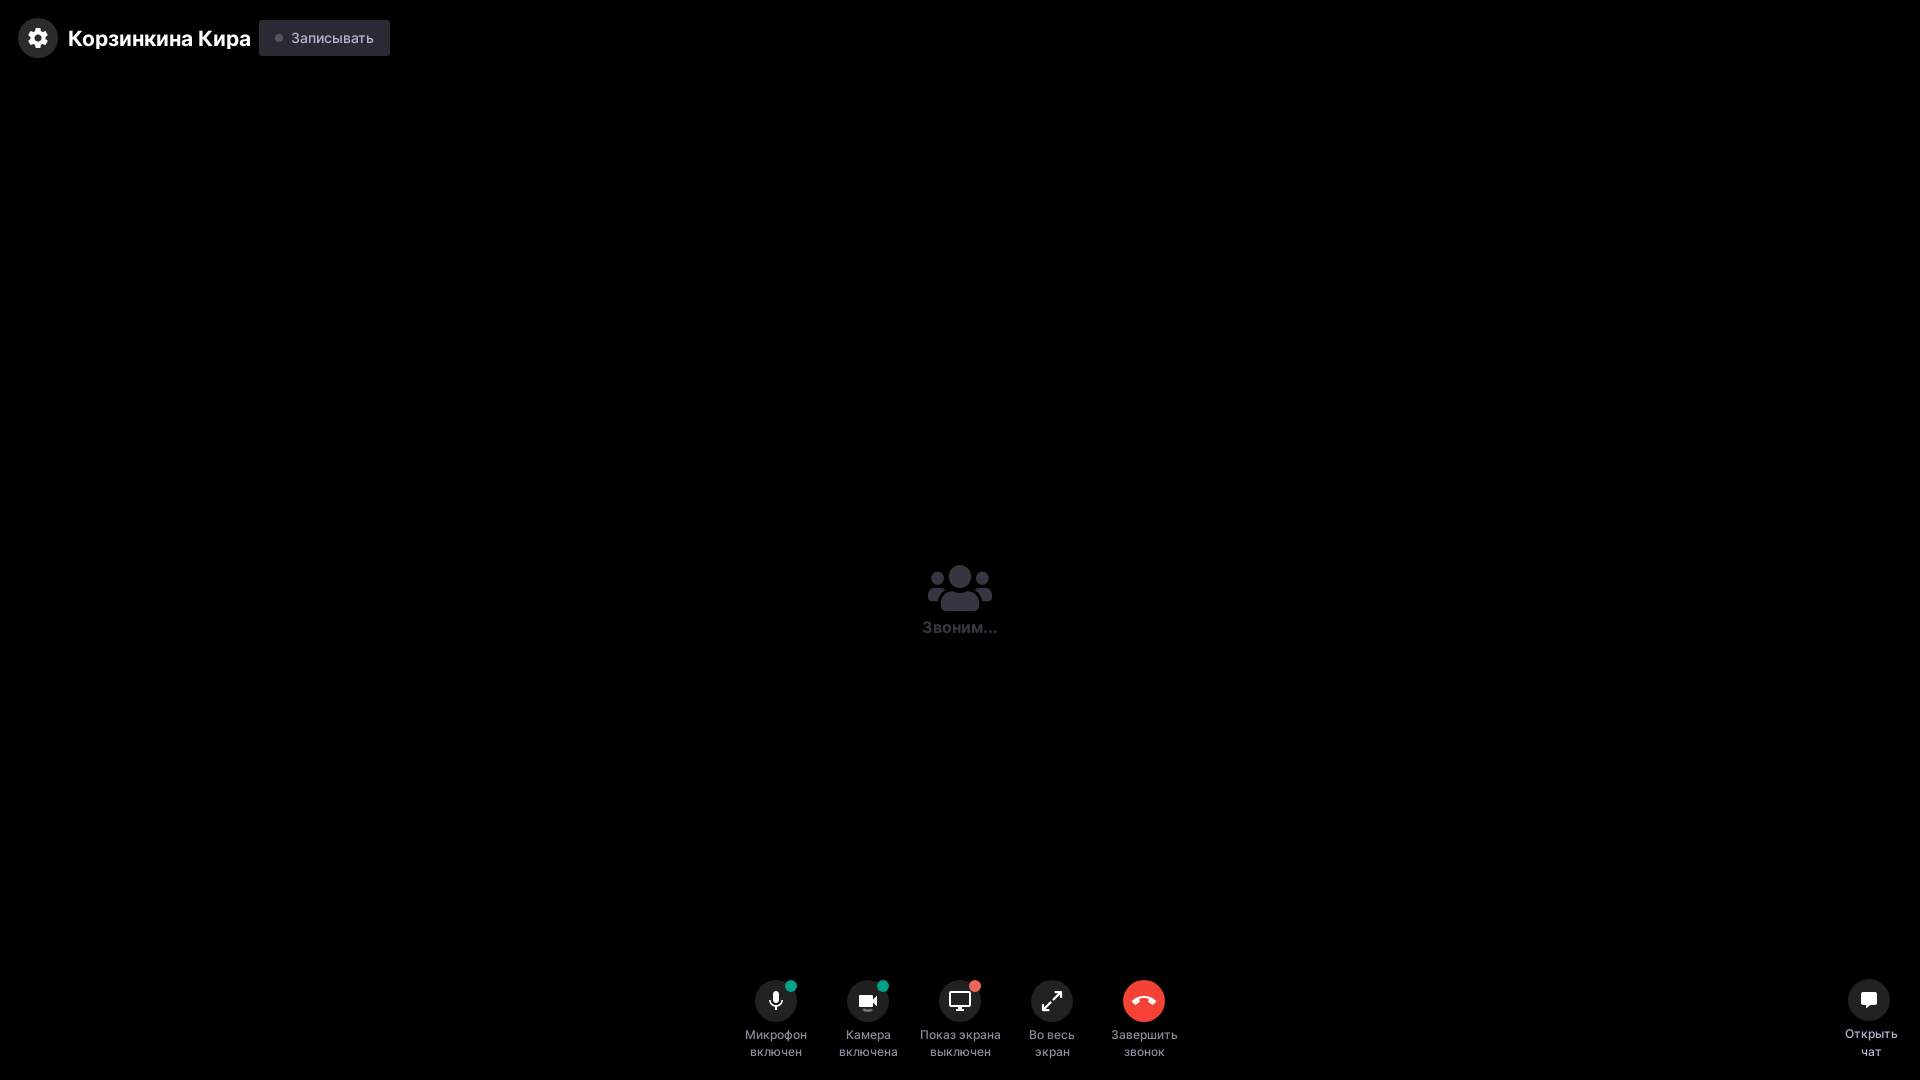 Корзинкина Кира
Записывать
Звоним...
Микрофон
включен
Камера
включена
Показ экрана
выключен
Во весь
экран
Завершить
звонок
Открыть
чат